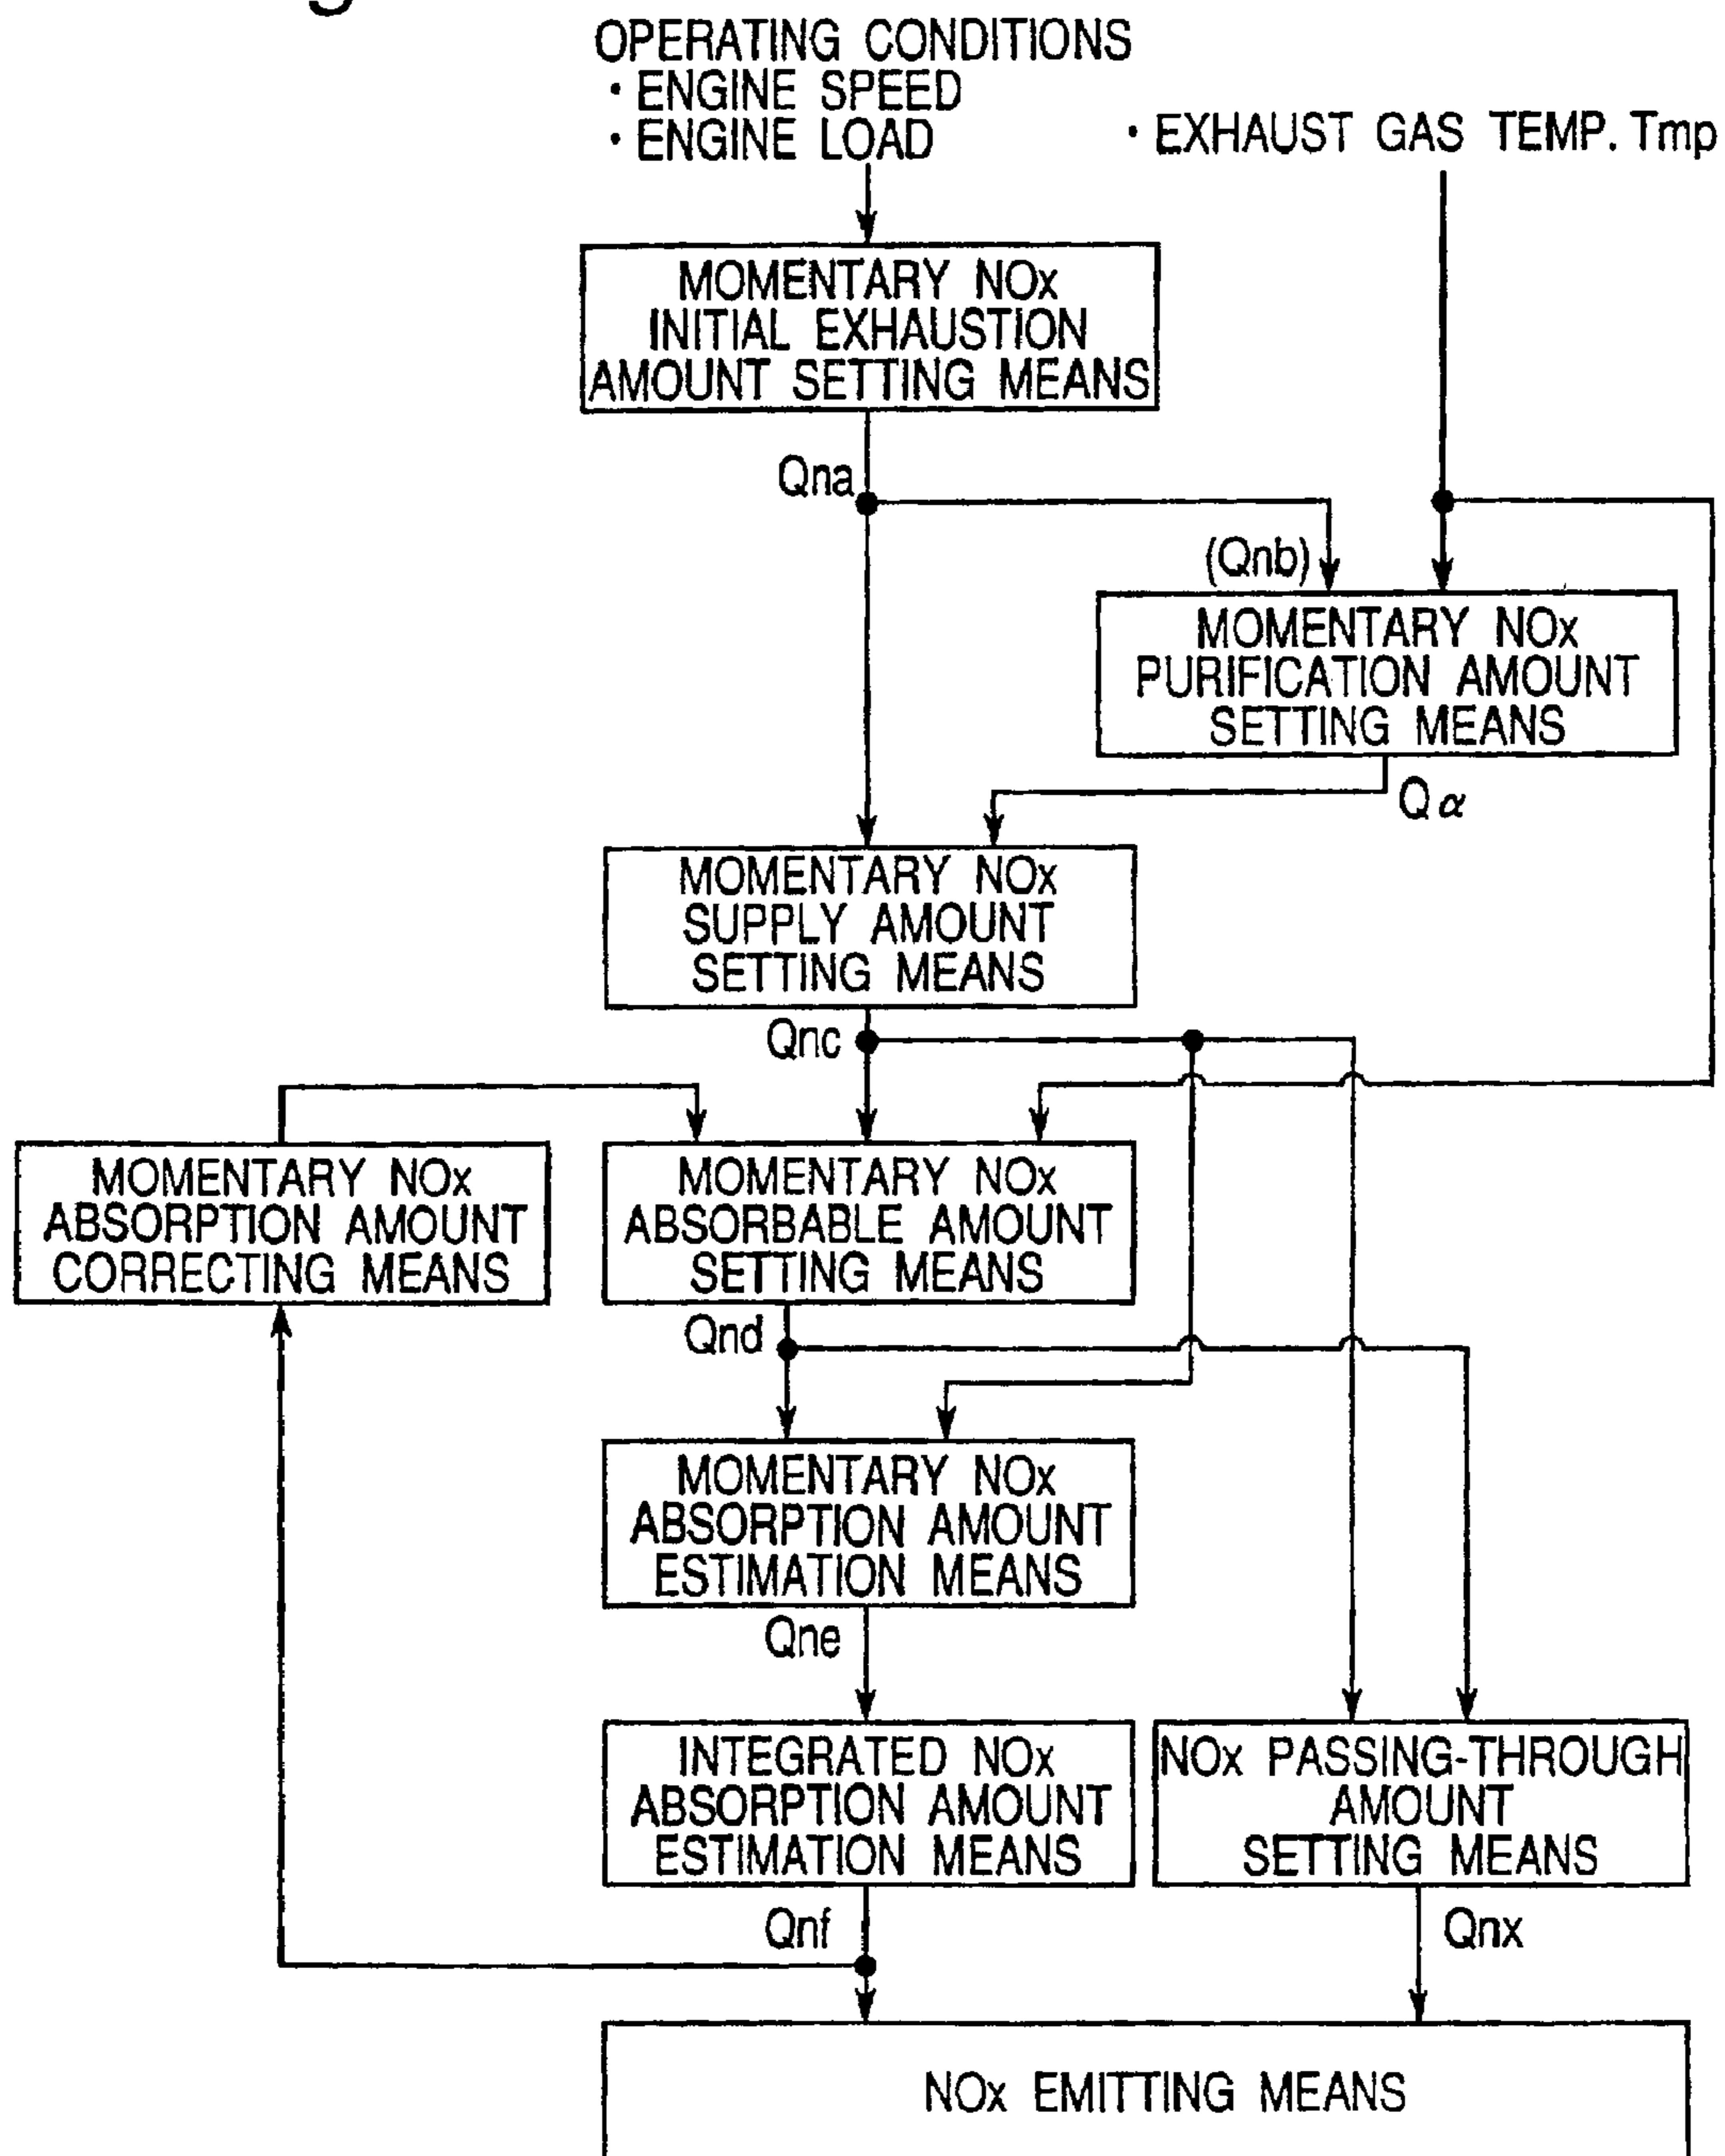 OPERATING CONDITIONS
· ENGINE SPEED
· ENGINE LOAD
· EXHAUST GAS TEMP. Tmp
MOMENTARY NOx
INITIAL EXHAUSTION
AMOUNT SETTING MEANS
Qna
(Qnb)
MOMENTARY NOx
PURIFICATION AMOUNT
SETTING MEANS
Qα
MOMENTARY NOx
SUPPLY AMOUNT
SETTING MEANS
Qnc
MOMENTARY NOx
ABSORPTION AMOUNT
CORRECTING MEANS
MOMENTARY NOx
ABSORBABLE AMOUNT
SETTING MEANS
Qnd
MOMENTARY NOx
ABSORPTION AMOUNT
ESTIMATION MEANS
Qne
INTEGRATED NOx
ABSORPTION AMOUNT
ESTIMATION MEANS
NOx PASSING-THROUGH
AMOUNT
SETTING MEANS
Qnf
Qnx
NOx EMITTING MEANS